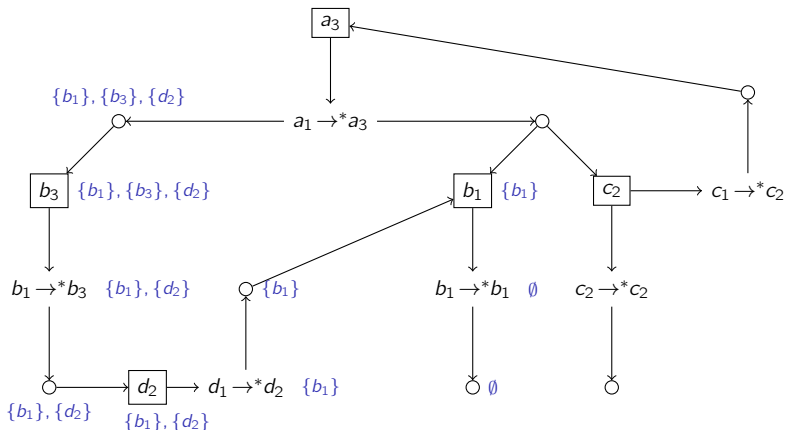 a₃
{b₁}, {b₃}, {d₂}
a₁ →* a₃
b₃ {b₁}, {b₃}, {d₂}
b₁ {b₁}
c₂
c₁ →* c₂
b₁ →* b₃ {b₁}, {d₂}
{b₁}
b₁ →* b₁ ∅
c₂ →* c₂
d₂
d₁ →* d₂ {b₁}
∅
{b₁}, {d₂}
{b₁}, {d₂}